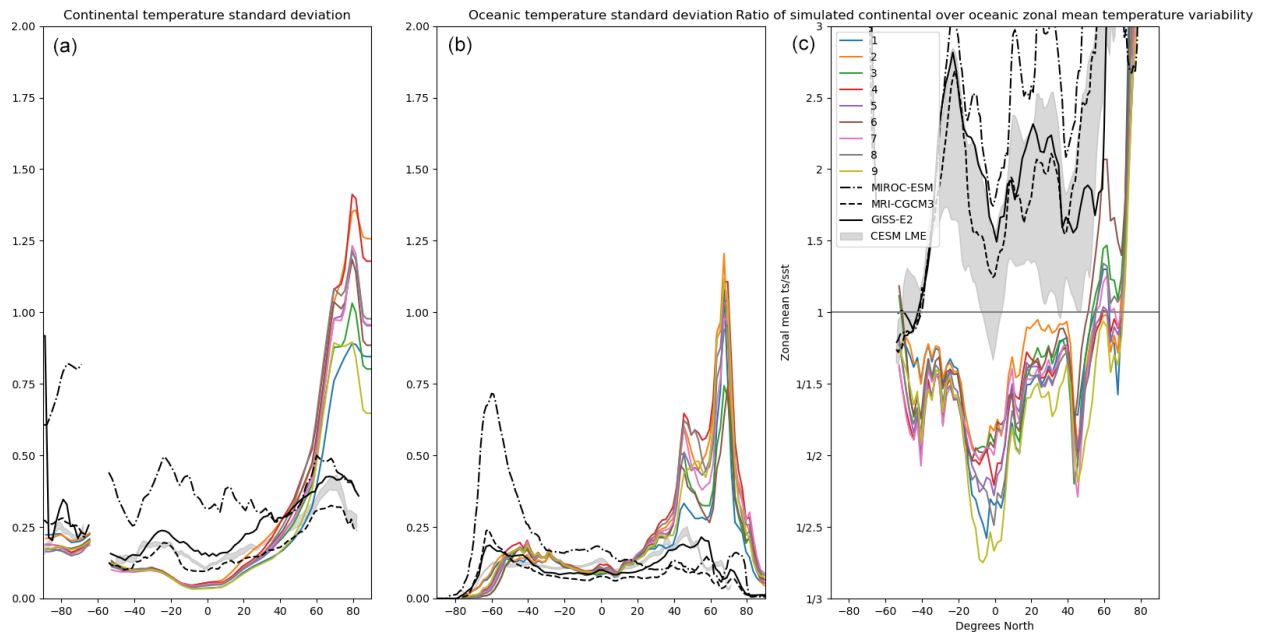 Continental temperature standard deviation
Oceanic temperature standard deviation
Ratio of simulated continental over oceanic zonal mean temperature variability
(a)
2.00
1.75
1.50
1.25
1.00
0.75
0.50
0.25
0.00
−80 −60 −40 −20 0 20 40 60 80
(b)
2.00
1.75
1.50
1.25
1.00
0.75
0.50
0.25
0.00
−80 −60 −40 −20 0 20 40 60 80
(c)
Zonal mean ts/sst
3
2.5
2
1.5
1
1/1.5
1/2
1/2.5
1/3
1
2
3
4
5
6
7
8
9
MIROC-ESM
MRI-CGCM3
GISS-E2
CESM LME
−80 −60 −40 −20 0 20 40 60 80
Degrees North